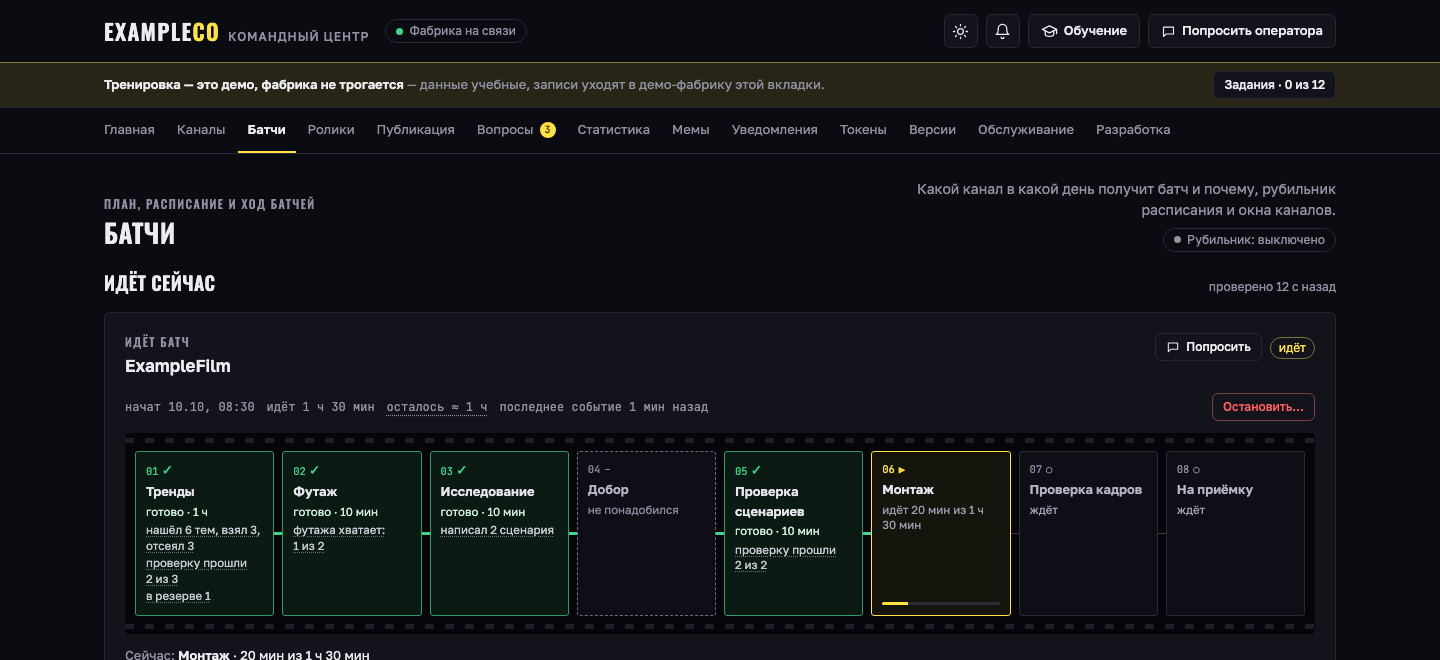 EXAMPLECO КОМАНДНЫЙ ЦЕНТР
Фабрика на связи
Обучение
Попросить оператора
Тренировка — это демо, фабрика не трогается — данные учебные, записи уходят в демо-фабрику этой вкладки.
Задания · 0 из 12
Главная Каналы Батчи Ролики Публикация Вопросы 3 Статистика Мемы Уведомления Токены Версии Обслуживание Разработка
ПЛАН, РАСПИСАНИЕ И ХОД БАТЧЕЙ
БАТЧИ
Какой канал в какой день получит батч и почему, рубильник
расписания и окна каналов.
Рубильник: выключено
ИДЁТ СЕЙЧАС
проверено 12 с назад
ИДЁТ БАТЧ
ExampleFilm
Попросить
идёт
начат 10.10, 08:30 идёт 1 ч 30 мин осталось ≈ 1 ч последнее событие 1 мин назад
Остановить...
01 ✓
Тренды
готово · 1 ч
нашёл 6 тем, взял 3,
отсеял 3
проверку прошли
2 из 3
в резерве 1
02 ✓
Футаж
готово · 10 мин
футажа хватает:
1 из 2
03 ✓
Исследование
готово · 10 мин
написал 2 сценария
04 –
Добор
не понадобился
05 ✓
Проверка
сценариев
готово · 10 мин
проверку прошли
2 из 2
06 ▶
Монтаж
идёт 20 мин из 1 ч
30 мин
07 ○
Проверка кадров
ждёт
08 ○
На приёмку
ждёт
Сейчас: Монтаж · 20 мин из 1 ч 30 мин